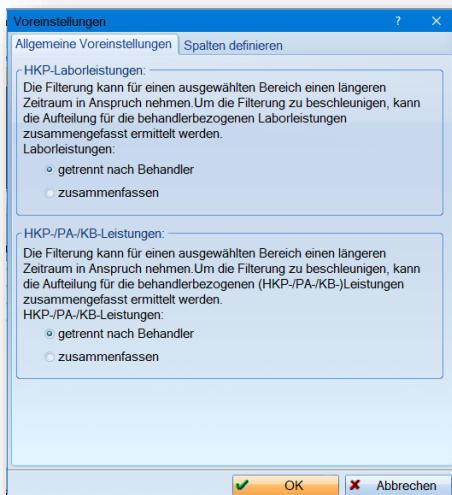 Voreinstellungen
Allgemeine Voreinstellungen Spalten definieren
HKP-Laborleistungen:
Die Filterung kann für einen ausgewählten Bereich einen längeren
Zeitraum in Anspruch nehmen.Um die Filterung zu beschleunigen, kann
die Aufteilung für die behandlerbezogenen Laborleistungen
zusammengefasst ermittelt werden.
Laborleistungen:
getrennt nach Behandler
zusammenfassen
HKP-/PA-/KB-Leistungen:
Die Filterung kann für einen ausgewählten Bereich einen längeren
Zeitraum in Anspruch nehmen.Um die Filterung zu beschleunigen, kann
die Aufteilung für die behandlerbezogenen (HKP-/PA-/KB-)Leistungen
zusammengefasst ermittelt werden.
HKP-/PA-/KB-Leistungen:
getrennt nach Behandler
zusammenfassen
OK Abbrechen